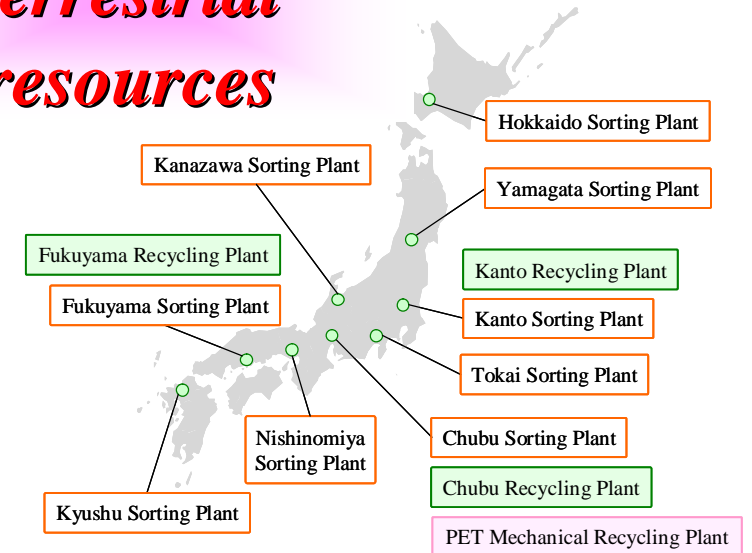 resources
Hokkaido Sorting Plant
Kanazawa Sorting Plant
Yamagata Sorting Plant
Fukuyama Recycling Plant
Kanto Recycling Plant
Fukuyama Sorting Plant
Kanto Sorting Plant
Tokai Sorting Plant
Nishinomiya
Sorting Plant
Chubu Sorting Plant
Chubu Recycling Plant
Kyushu Sorting Plant
PET Mechanical Recycling Plant